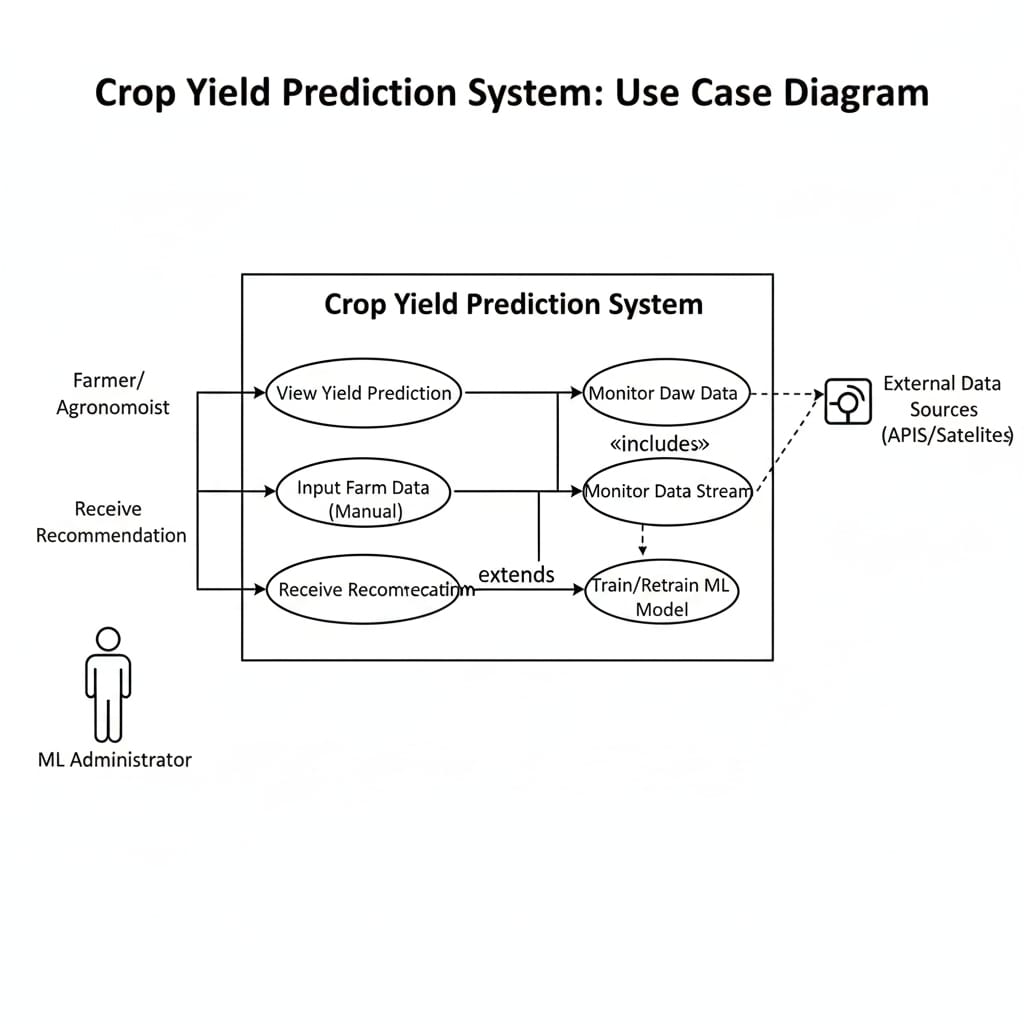 Crop Yield Prediction System: Use Case Diagram
Crop Yield Prediction System
Farmer/
Agronomoist
Receive
Recommendation
ML Administrator
View Yield Prediction
Input Farm Data
(Manual)
Receive Recomrecatinm
extends
Monitor Daw Data
«includes»
Monitor Data Stream
Train/Retrain ML
Model
External Data
Sources
(APIS/Satelites)